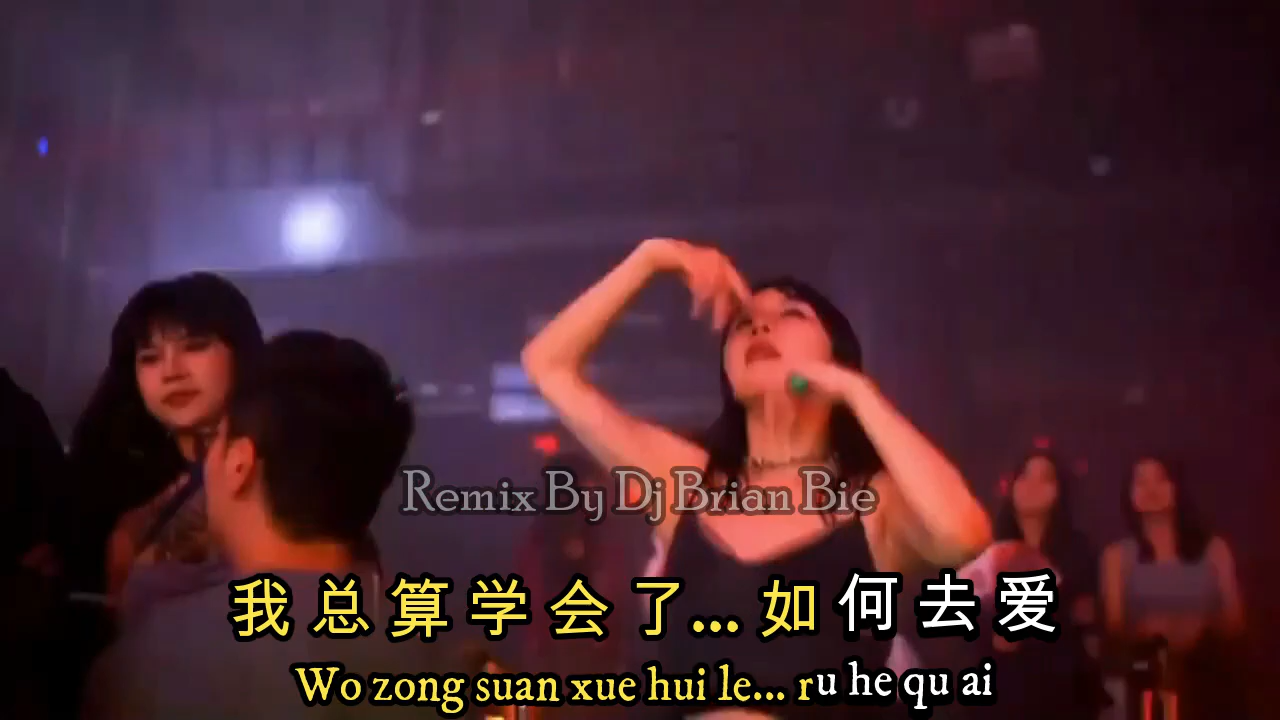 Remix By Dj Brian Bie
我总算学会了... 如何去爱
Wo zong suan xue hui le... ru he qu ai